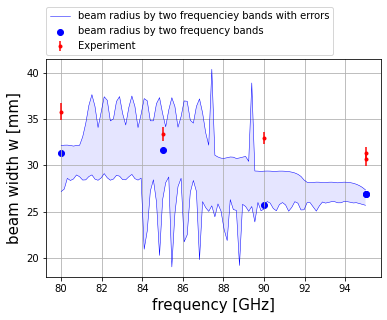 beam radius by two frequenciey bands with errors
beam radius by two frequency bands
Experiment
40
35
30
25
20
beam width w [mm]
80 82 84 86 88 90 92 94
frequency [GHz]